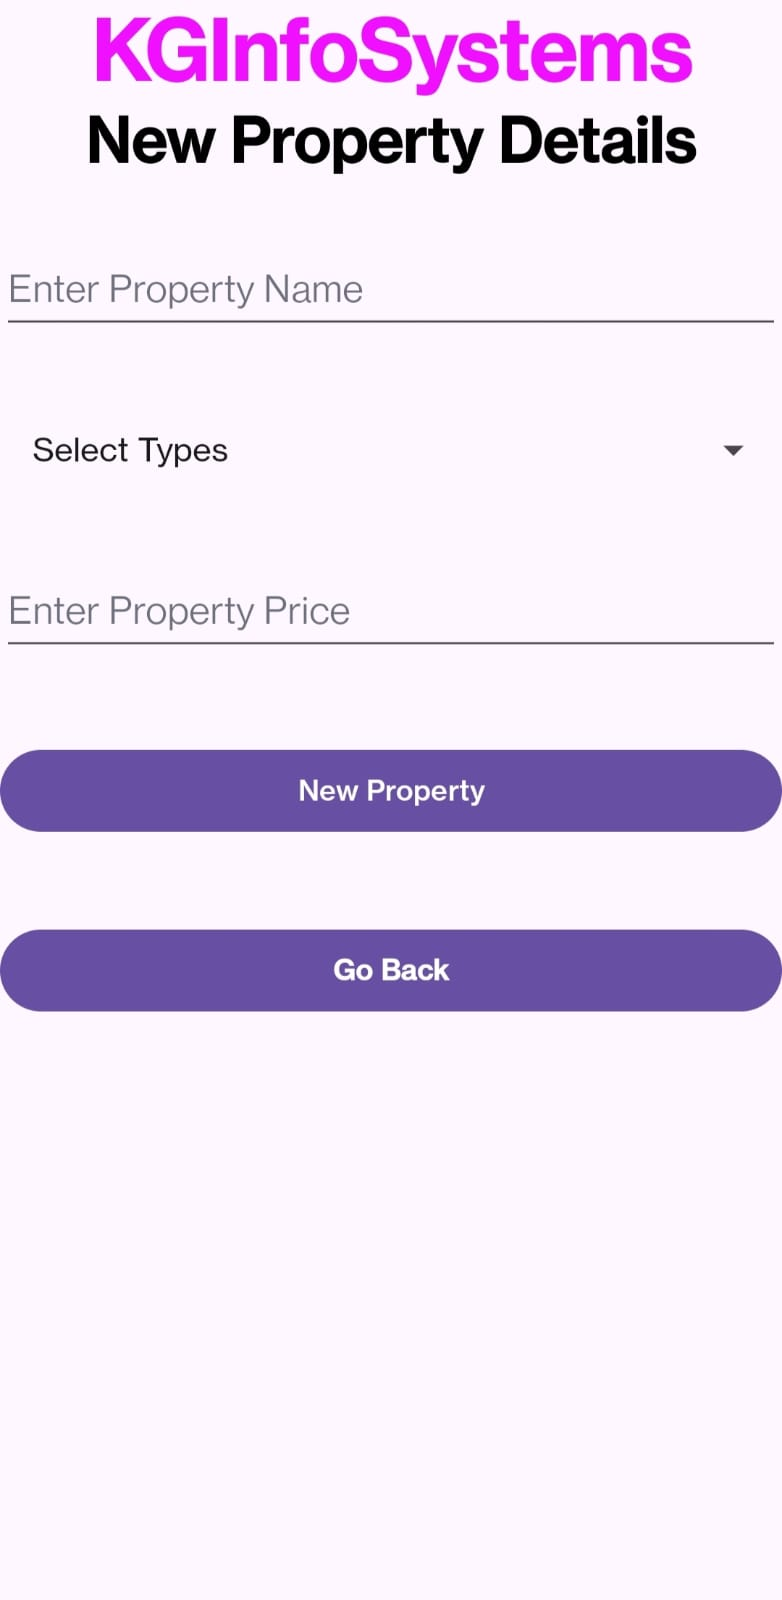 KGInfoSystems
New Property Details
Enter Property Name
Select Types
Enter Property Price
New Property
Go Back